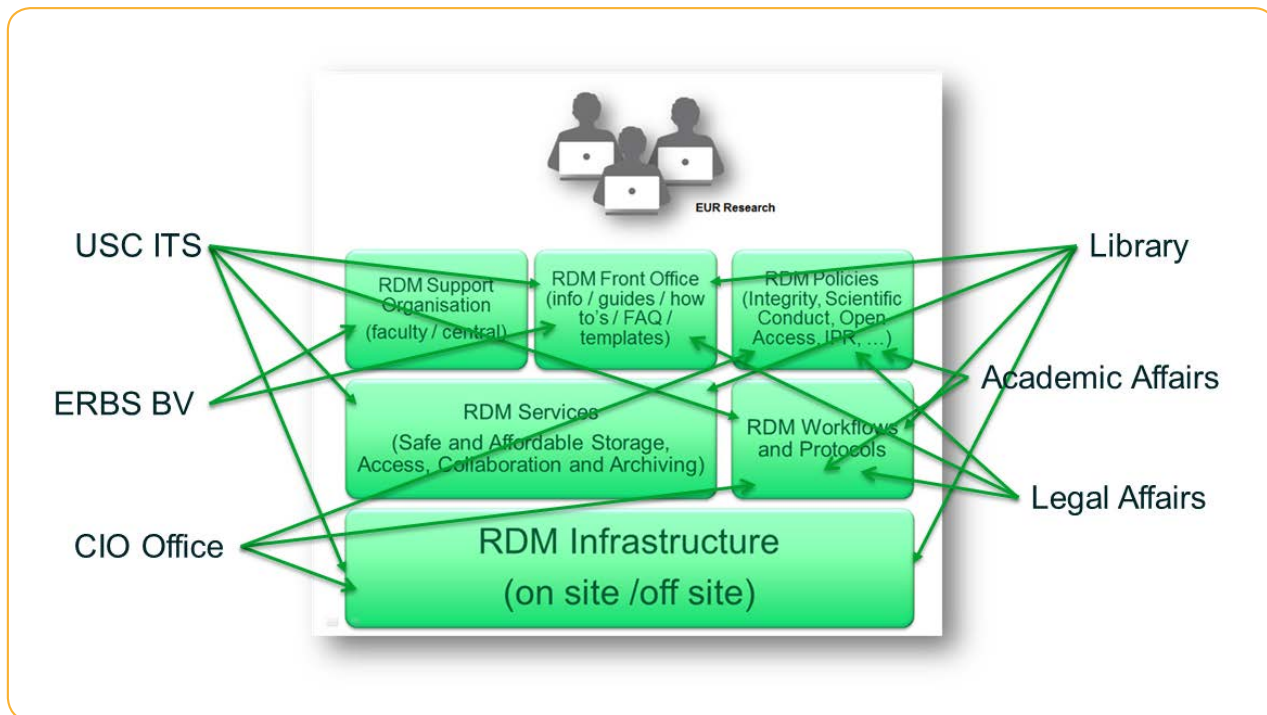 EUR Research
USC ITS
ERBS BV
CIO Office
RDM Support
Organisation
(faculty / central)
RDM Front Office
(info / guides / how
to's / FAQ /
templates)
RDM Policies
(Integrity, Scientific
Conduct, Open
Access, IPR, …)
RDM Services
(Safe and Affordable Storage,
Access, Collaboration and Archiving)
RDM Workflows
and Protocols
RDM Infrastructure
(on site /off site)
Library
Academic Affairs
Legal Affairs